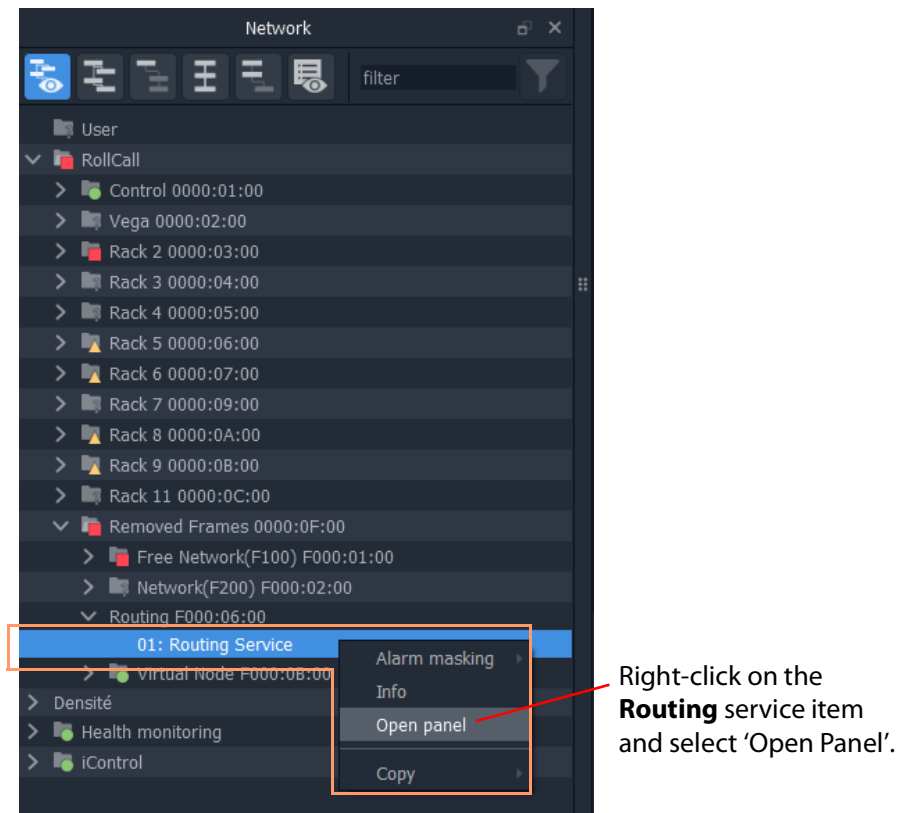 Network
filter
User
RollCall
Control 0000:01:00
Vega 0000:02:00
Rack 2 0000:03:00
Rack 3 0000:04:00
Rack 4 0000:05:00
Rack 5 0000:06:00
Rack 6 0000:07:00
Rack 7 0000:09:00
Rack 8 0000:0A:00
Rack 9 0000:0B:00
Rack 11 0000:0C:00
Removed Frames 0000:0F:00
Free Network(F100) F000:01:00
Network(F200) F000:02:00
Routing F000:06:00
01: Routing Service
Virtual Node F000:0B:00
Densité
Health monitoring
iControl
Alarm masking
Info
Open panel
Copy
Right-click on the
Routing service item
and select ‘Open Panel’.